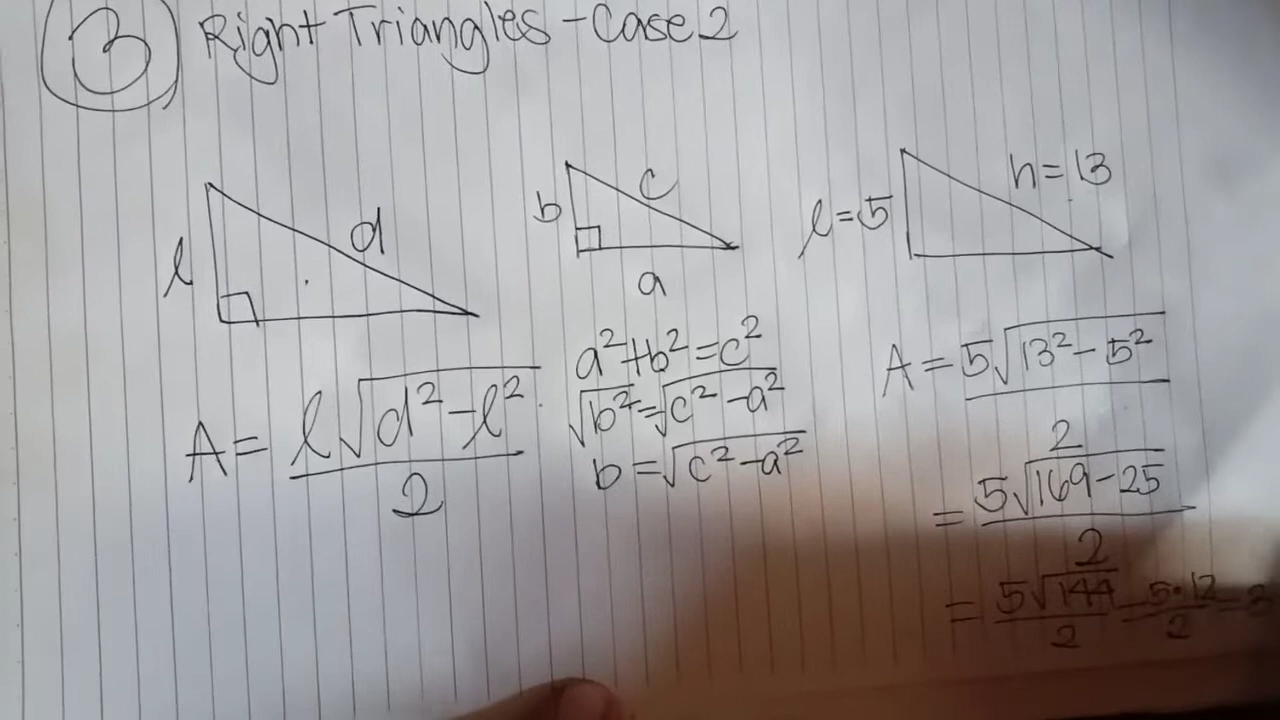 3 Right Triangles - Case 2
l d
A = l√(d² - l²) / 2
b c
a
a² + b² = c²
√b² = √(c² - a²)
b = √(c² - a²)
l = 5 h = 13
A = 5√(13² - 5²) / 2
= 5√(169 - 25) / 2
= 5√144 / 2 = 5·12 / 2 =